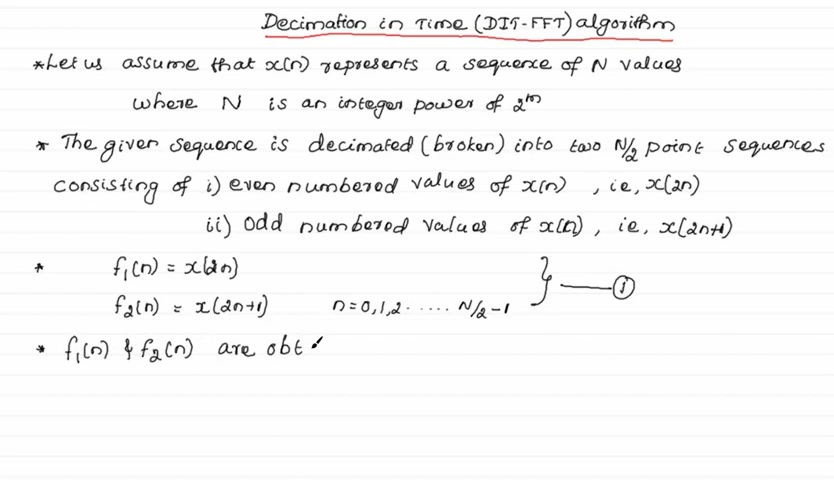 Decimation in Time (DIT-FFT) algorithm
*Let us assume that x(n) represents a sequence of N values
where N is an integer power of 2^m
* The given sequence is decimated (broken) into two N/2 point sequences
consisting of i) even numbered values of x(n) , ie, x(2n)
ii) odd numbered values of x(n) , ie, x(2n+1)
* f₁(n) = x(2n)
f₂(n) = x(2n+1) n=0,1,2 ..... N/2-1 } —— ①
* f₁(n) & f₂(n) are obt